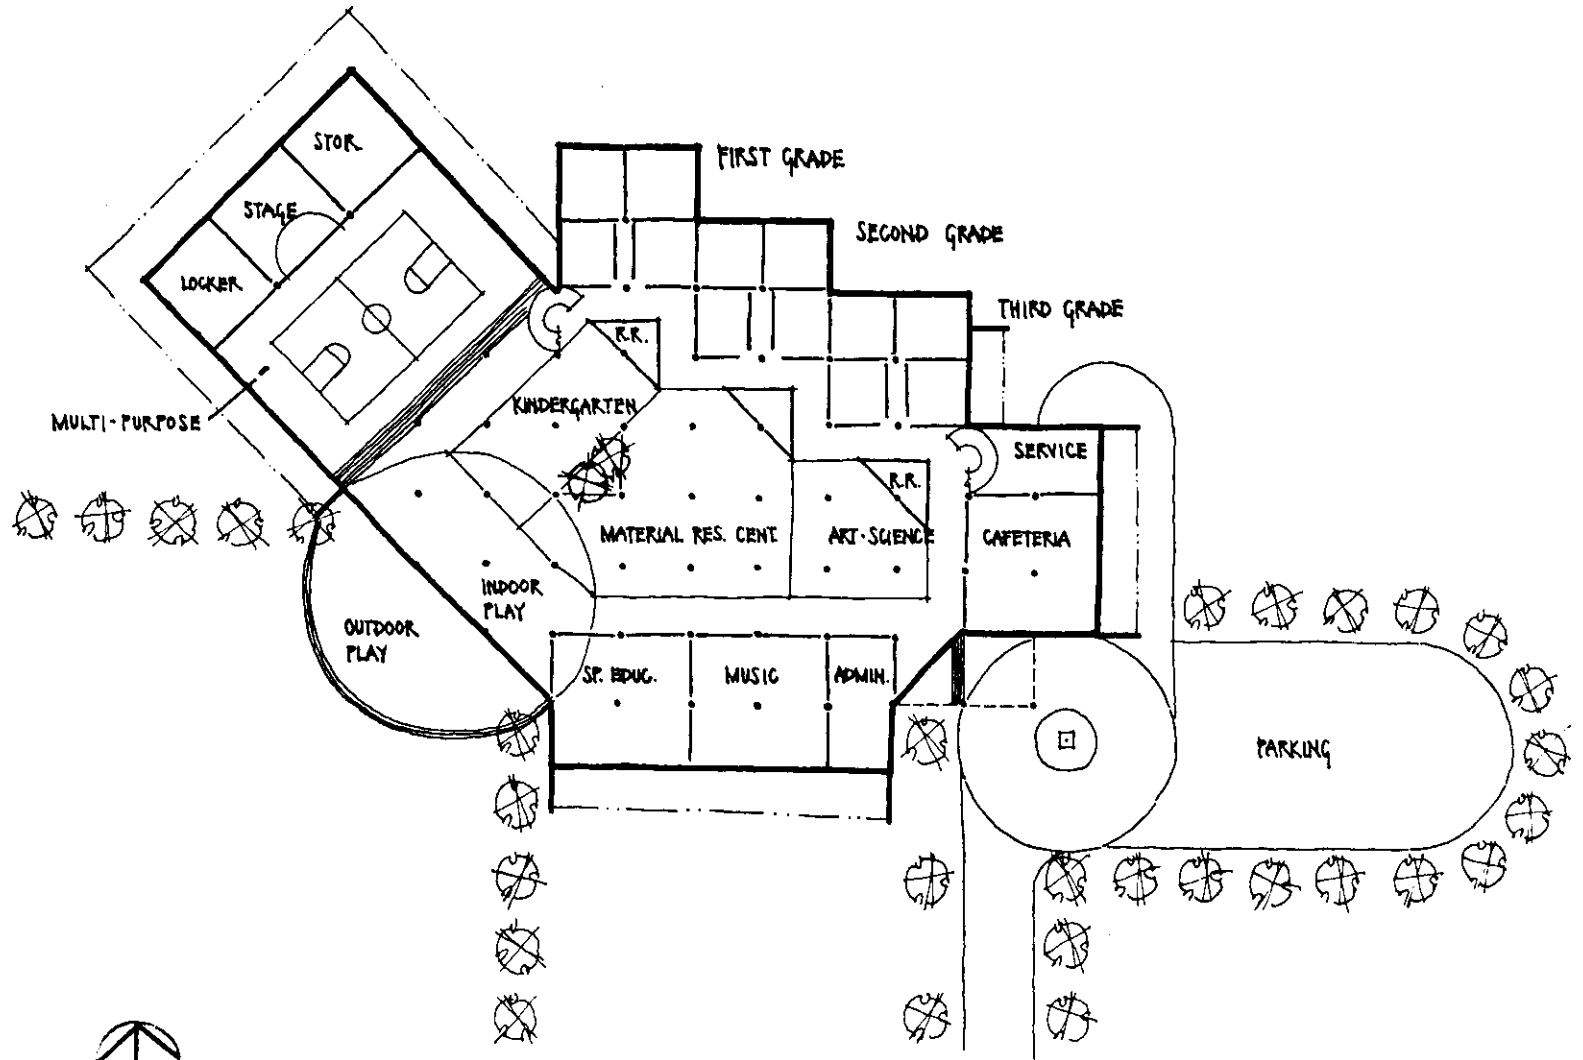 STOR.
FIRST GRADE
STAGE
SECOND GRADE
LOCKER
THIRD GRADE
R.R.
KINDERGARTEN
MULTI-PURPOSE
SERVICE
R.R.
MATERIAL RES. CENT.
ART-SCIENCE
CAFETERIA
INDOOR
PLAY
OUTDOOR
PLAY
SP. EDUC.
MUSIC
ADMIN.
PARKING